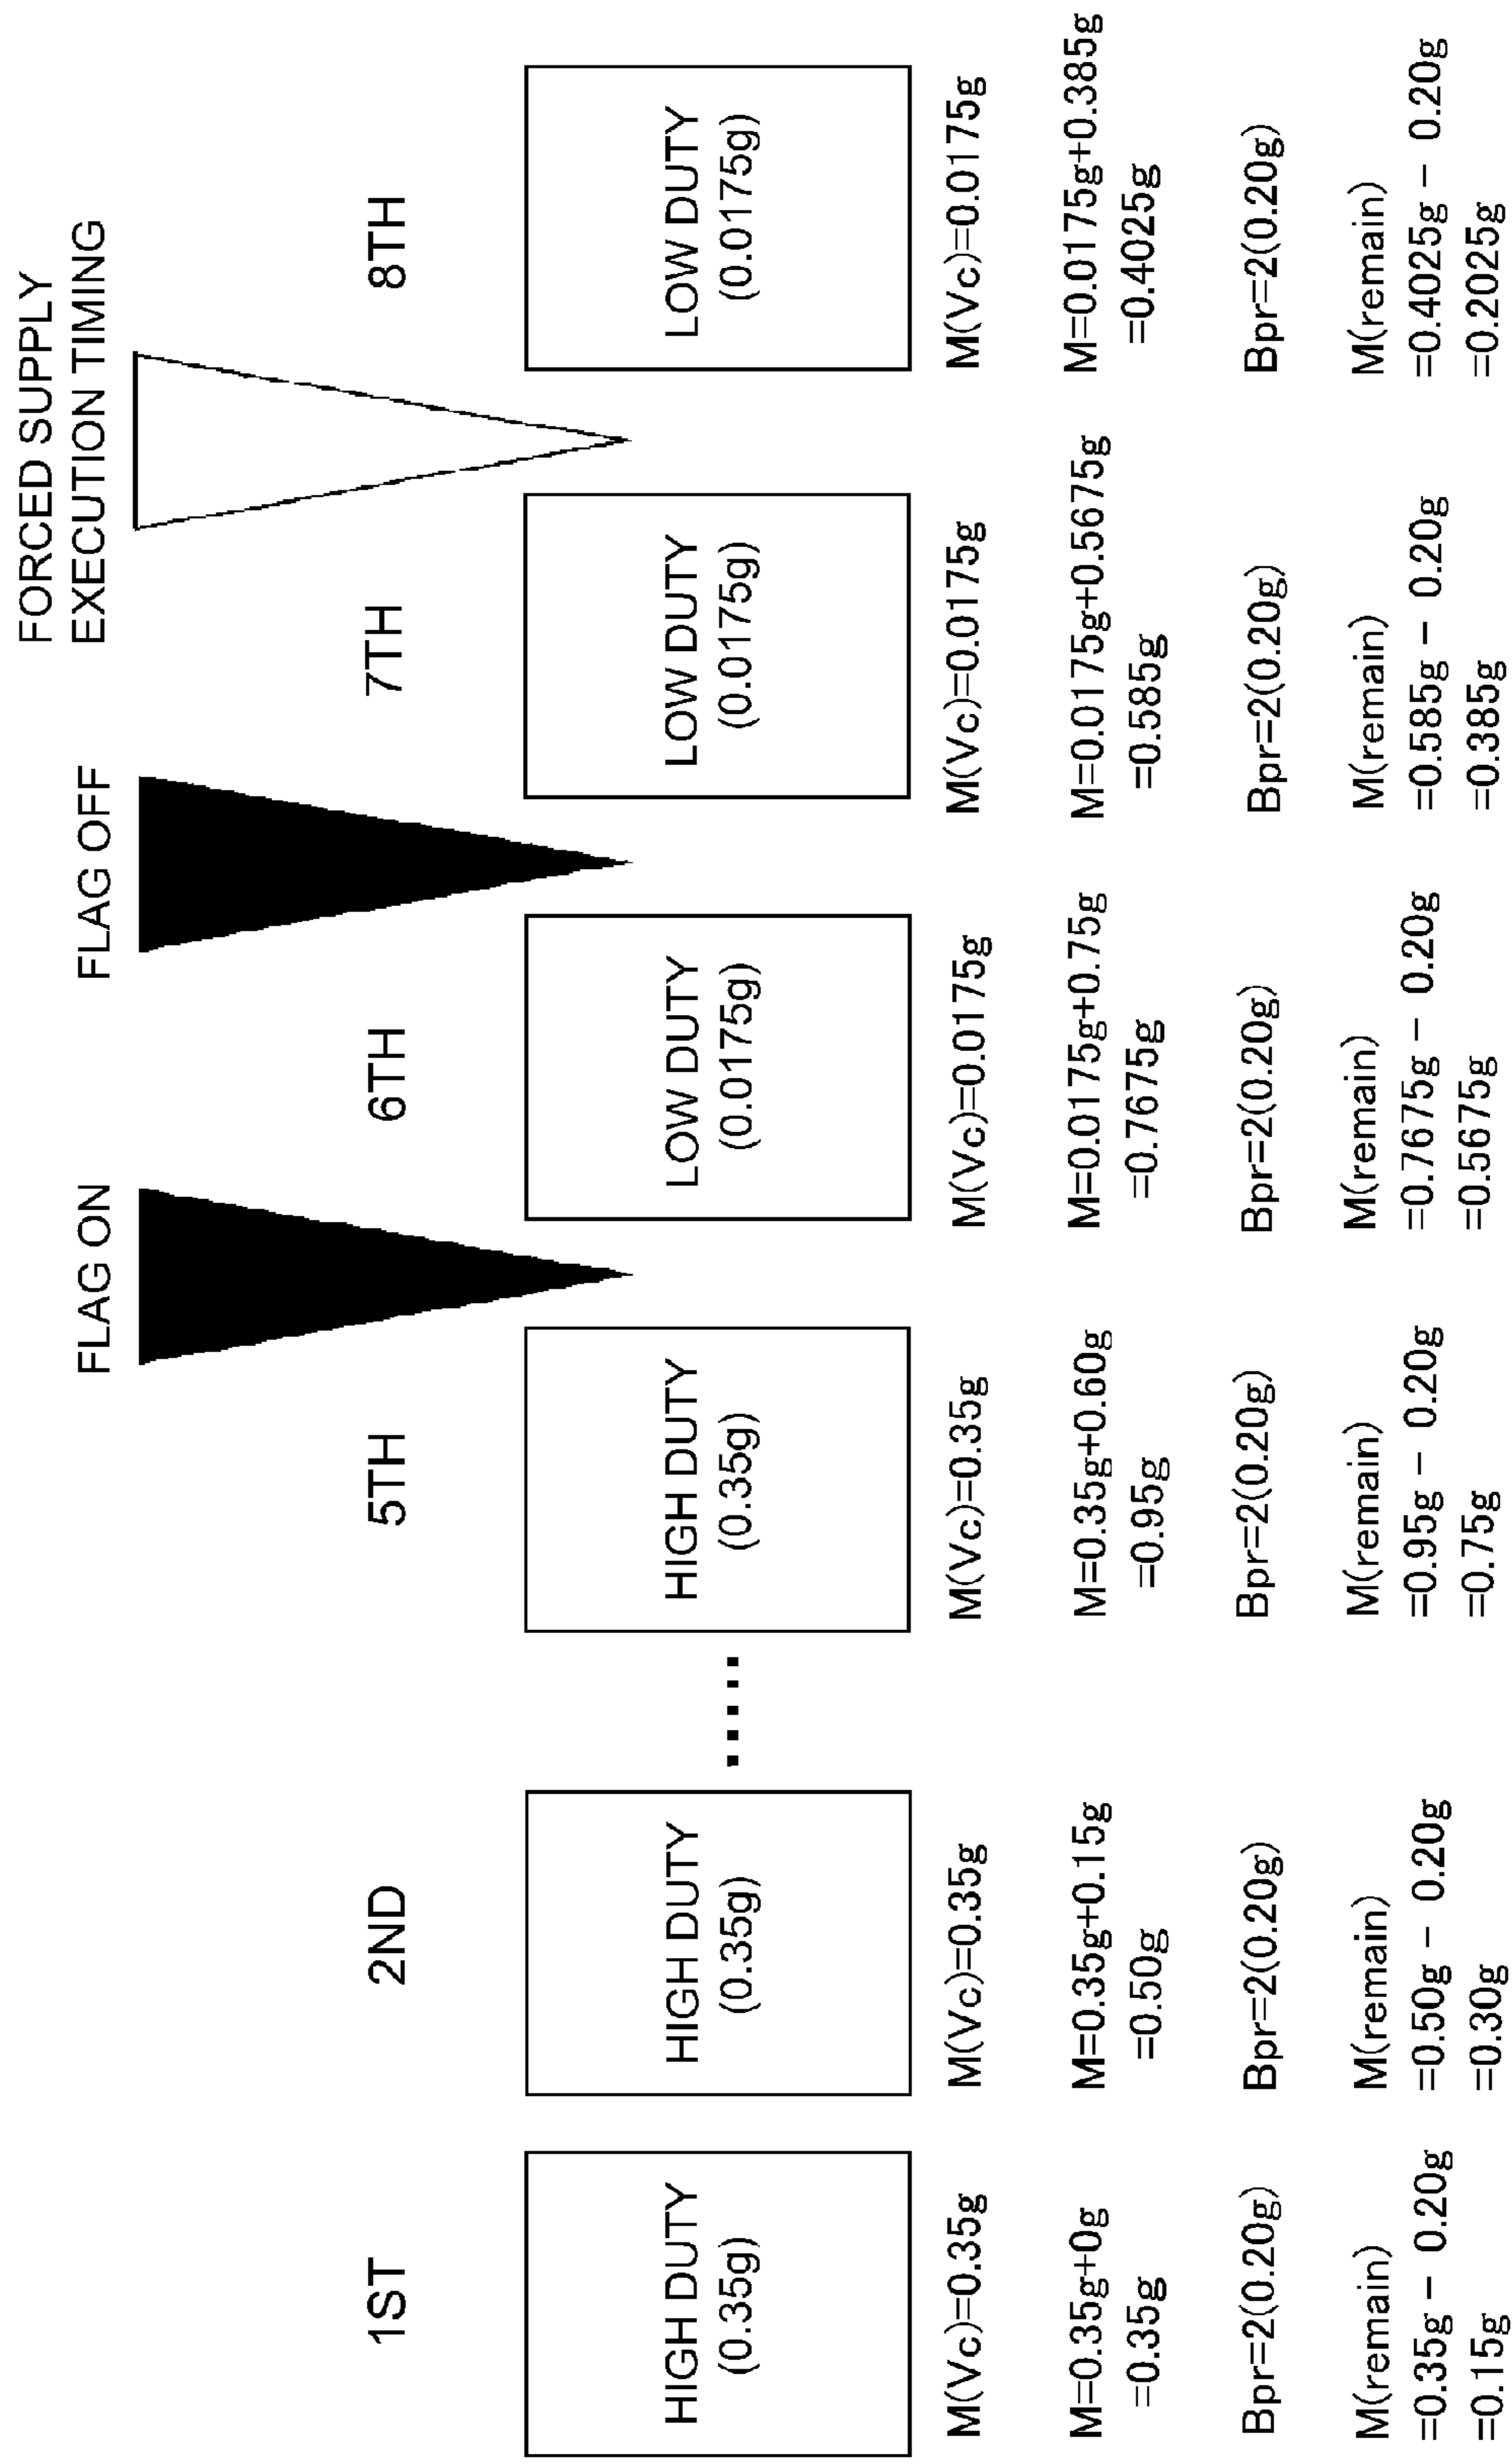 FORCED SUPPLY
EXECUTION TIMING
FLAG ON
FLAG OFF
1ST
2ND
5TH
6TH
7TH
8TH
HIGH DUTY
(0.35g)
HIGH DUTY
(0.35g)
.....
HIGH DUTY
(0.35g)
LOW DUTY
(0.0175g)
LOW DUTY
(0.0175g)
LOW DUTY
(0.0175g)
M(Vc)=0.35g
M=0.35g+0g
=0.35g
Bpr=2(0.20g)
M(remain)
=0.35g − 0.20g
=0.15g
M(Vc)=0.35g
M=0.35g+0.15g
=0.50g
Bpr=2(0.20g)
M(remain)
=0.50g − 0.20g
=0.30g
M(Vc)=0.35g
M=0.35g+0.60g
=0.95g
Bpr=2(0.20g)
M(remain)
=0.95g − 0.20g
=0.75g
M(Vc)=0.0175g
M=0.0175g+0.75g
=0.7675g
Bpr=2(0.20g)
M(remain)
=0.7675g − 0.20g
=0.5675g
M(Vc)=0.0175g
M=0.0175g+0.5675g
=0.585g
Bpr=2(0.20g)
M(remain)
=0.585g − 0.20g
=0.385g
M(Vc)=0.0175g
M=0.0175g+0.385g
=0.4025g
Bpr=2(0.20g)
M(remain)
=0.4025g − 0.20g
=0.2025g